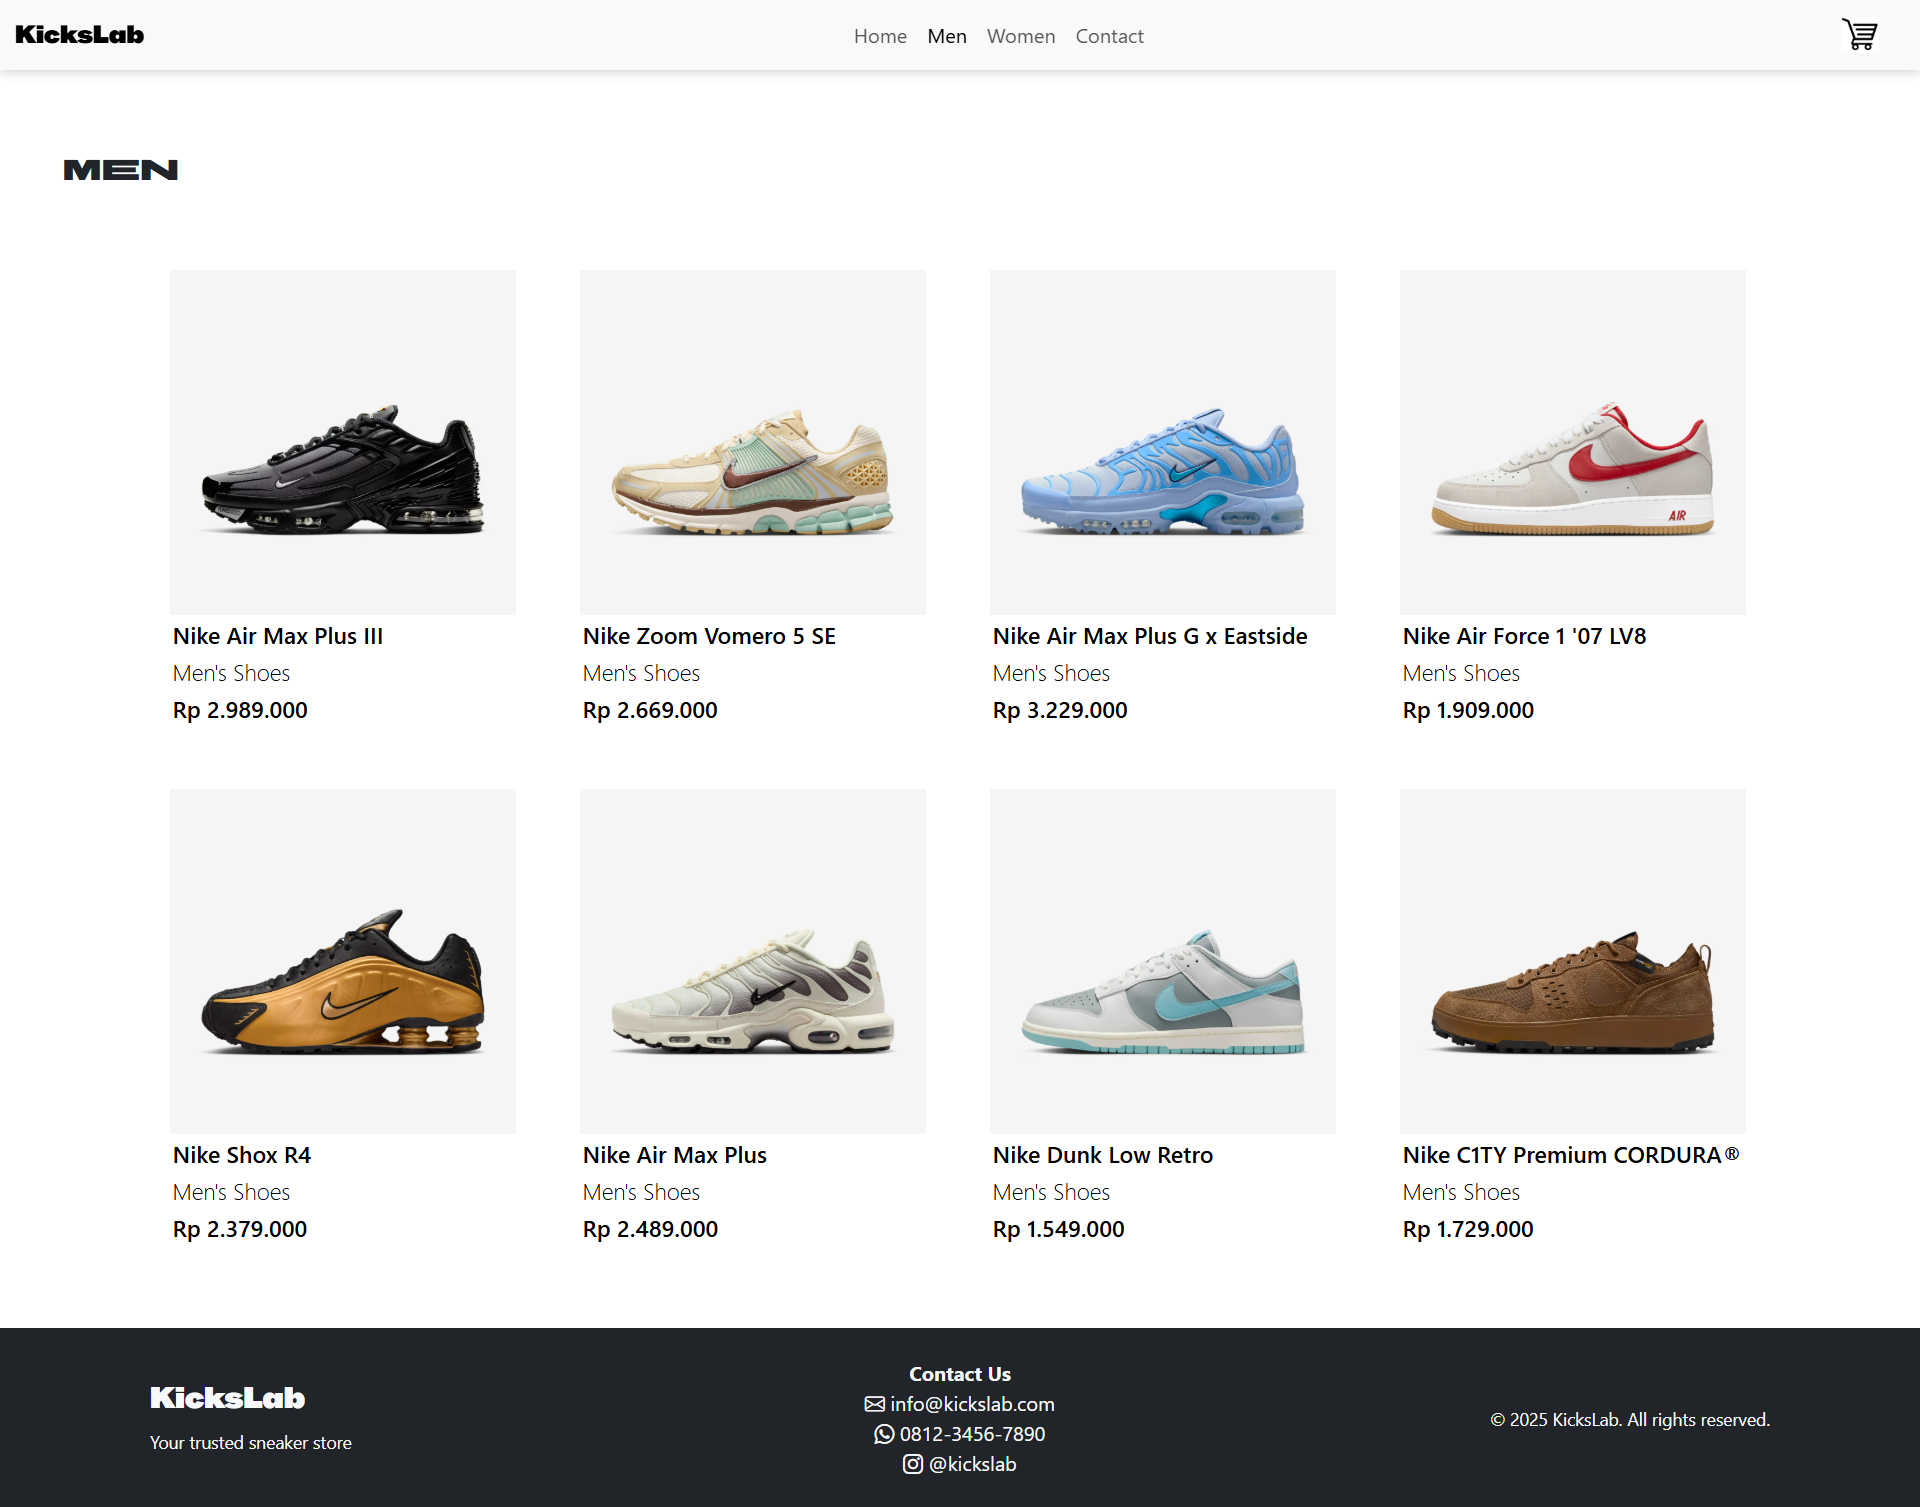 KicksLab
Home Men Women Contact
MEN
AIR
Nike Air Max Plus III
Men's Shoes
Rp 2.989.000
Nike Zoom Vomero 5 SE
Men's Shoes
Rp 2.669.000
Nike Air Max Plus G x Eastside
Men's Shoes
Rp 3.229.000
Nike Air Force 1 '07 LV8
Men's Shoes
Rp 1.909.000
Nike Shox R4
Men's Shoes
Rp 2.379.000
Nike Air Max Plus
Men's Shoes
Rp 2.489.000
Nike Dunk Low Retro
Men's Shoes
Rp 1.549.000
Nike C1TY Premium CORDURA®
Men's Shoes
Rp 1.729.000
KicksLab
Your trusted sneaker store
Contact Us
info@kickslab.com
0812-3456-7890
@kickslab
© 2025 KicksLab. All rights reserved.